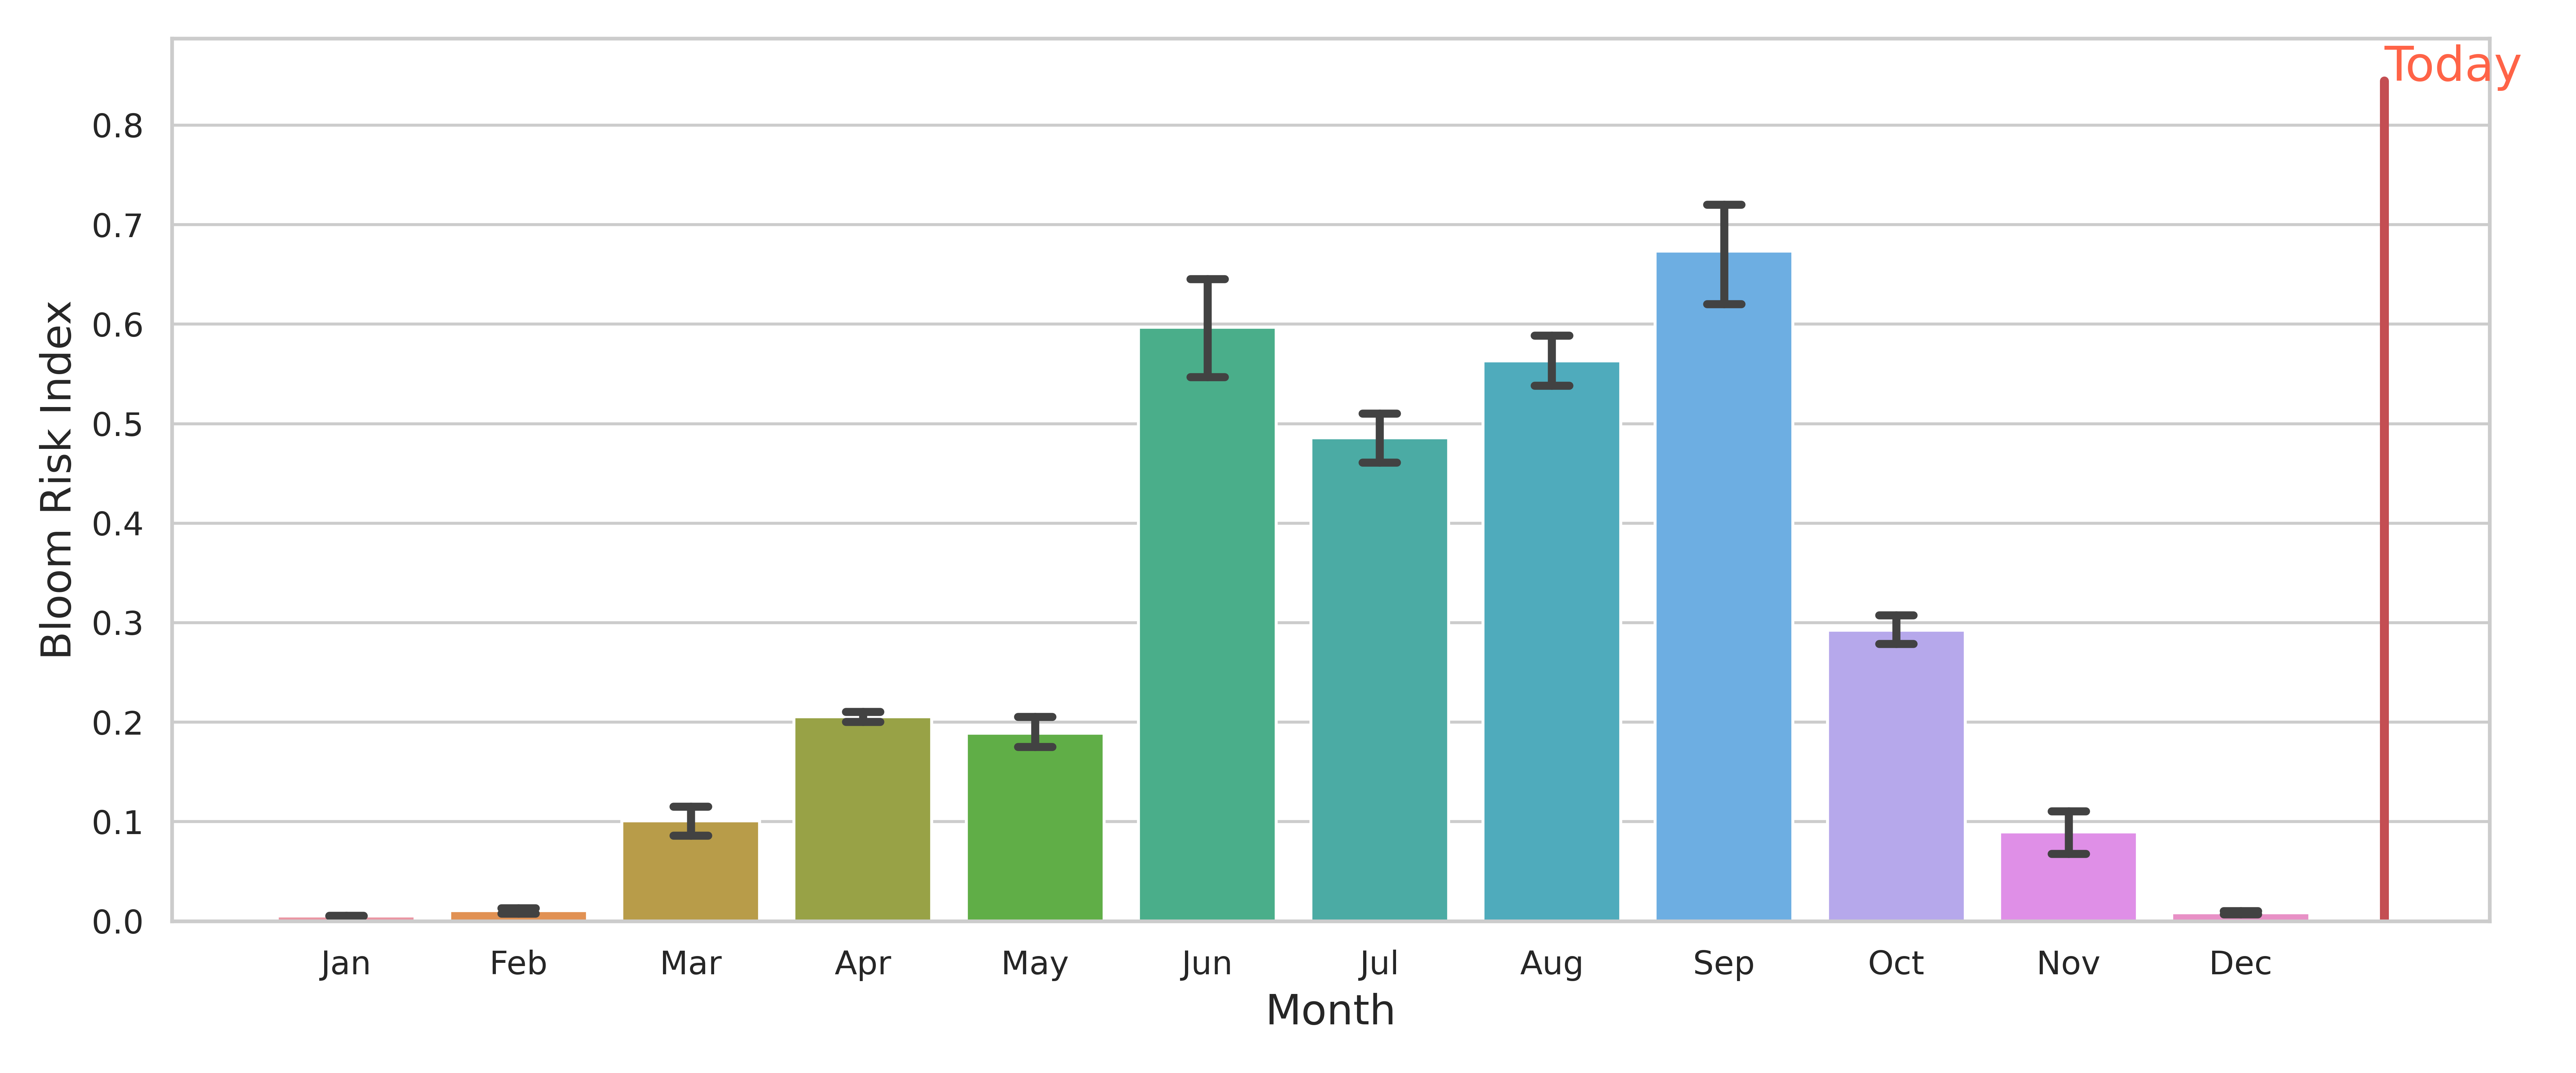 Today
Bloom Risk Index
0.8
0.7
0.6
0.5
0.4
0.3
0.2
0.1
0.0
Jan Feb Mar Apr May Jun Jul Aug Sep Oct Nov Dec
Month